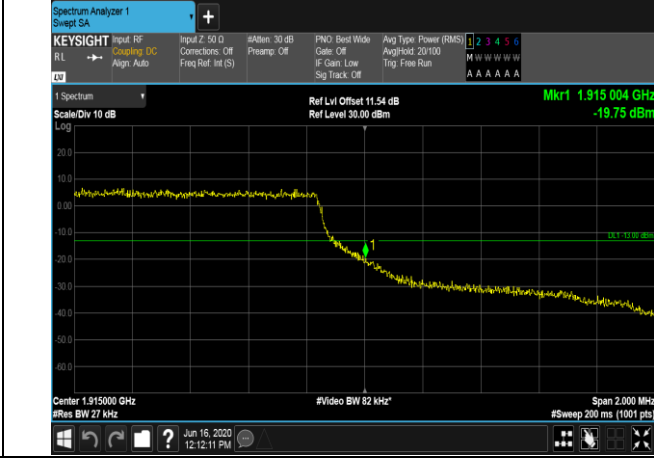 Spectrum Analyzer 1
Swept SA
+
KEYSIGHT
RL
LXI
Input: RF
Coupling: DC
Align: Auto
Input Z: 50 Ω
Corrections: Off
Freq Ref: Int (S)
#Atten: 30 dB
Preamp: Off
PNO: Best Wide
Gate: Off
IF Gain: Low
Sig Track: Off
Avg Type: Power (RMS)
Avg|Hold: 20/100
Trig: Free Run
1 2 3 4 5 6
M W W W W W
A A A A A A
1 Spectrum
Scale/Div 10 dB
Ref Lvl Offset 11.54 dB
Ref Level 30.00 dBm
Mkr1 1.915 004 GHz
-19.75 dBm
Log
20.0
10.0
0.00
-10.0
-20.0
-30.0
-40.0
-50.0
-60.0
DL1 -13.00 dBm
1
Center 1.915000 GHz
#Res BW 27 kHz
#Video BW 82 kHz*
Span 2.000 MHz
#Sweep 200 ms (1001 pts)
?
Jun 16, 2020
12:12:11 PM